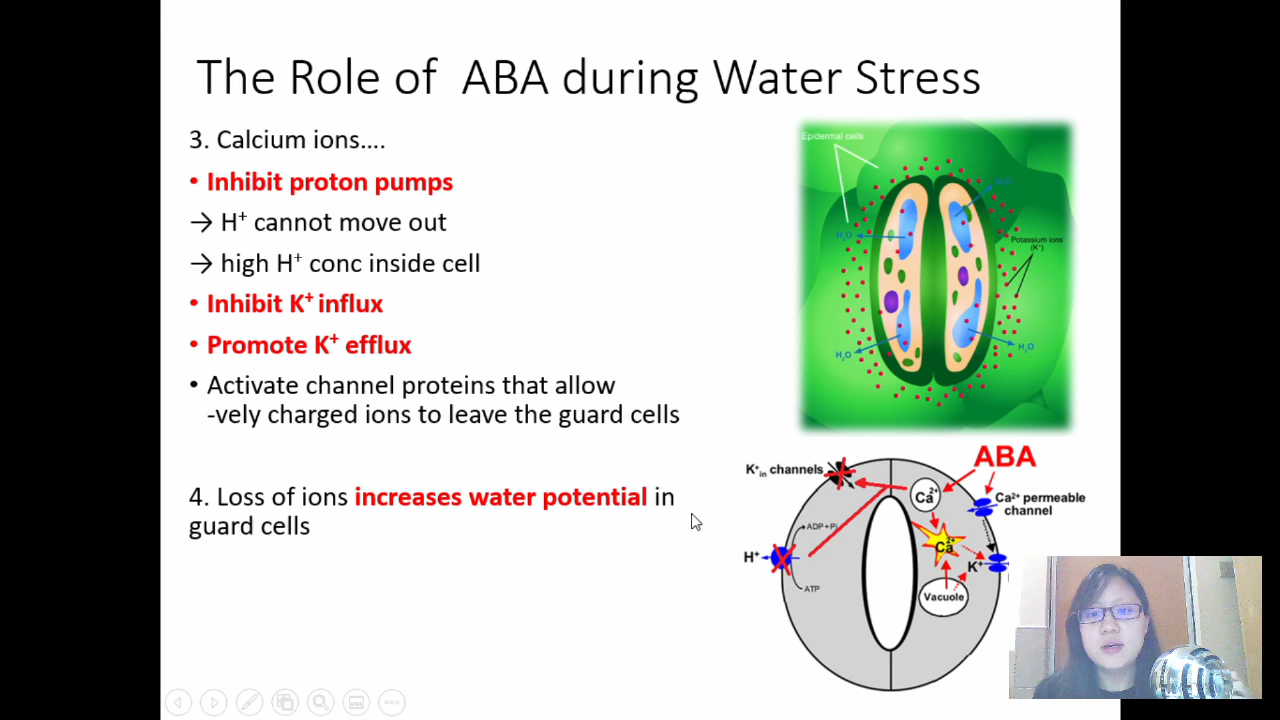 The Role of ABA during Water Stress
3. Calcium ions....
• Inhibit proton pumps
→ H⁺ cannot move out
→ high H⁺ conc inside cell
• Inhibit K⁺ influx
• Promote K⁺ efflux
• Activate channel proteins that allow
-vely charged ions to leave the guard cells
4. Loss of ions increases water potential in
guard cells
Epidermal cells
H₂O
H₂O
Potassium ions
(K⁺)
H₂O
H₂O
ABA
K⁺in channels
Ca²⁺
Ca²⁺ permeable
channel
ADP+Pi
Ca²⁺
H⁺
K⁺
ATP
Vacuole